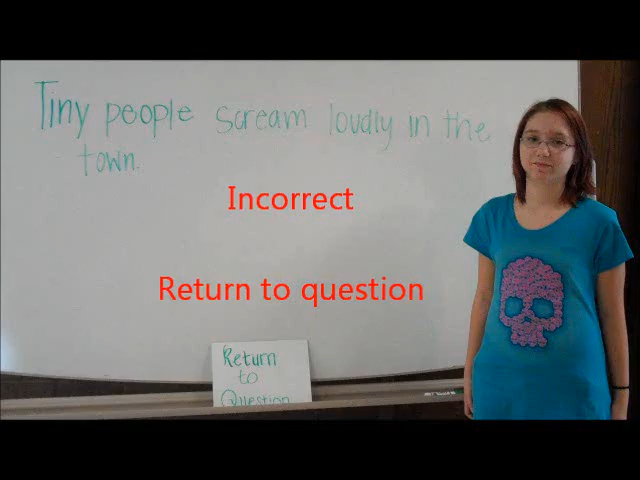 Tiny people scream loudly in the
town.
Incorrect
Return to question
Return
to
Question